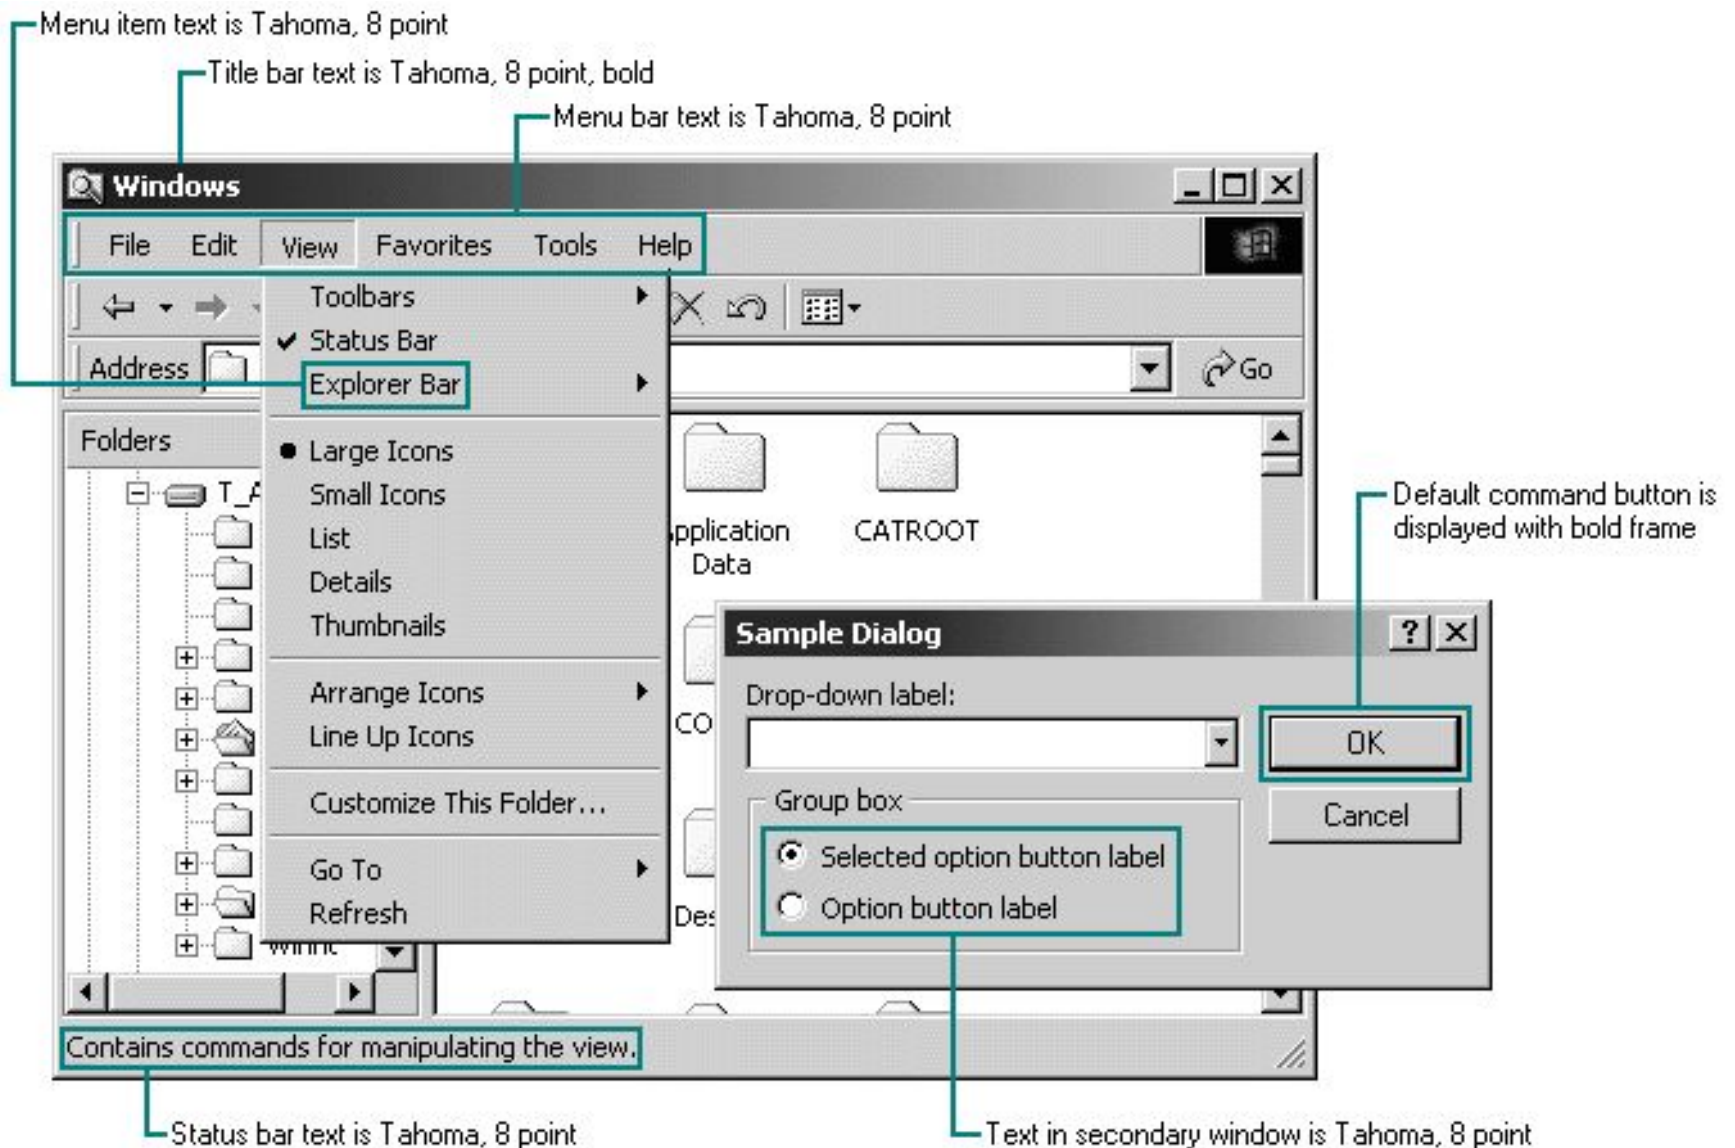 Menu item text is Tahoma, 8 point
Title bar text is Tahoma, 8 point, bold
Menu bar text is Tahoma, 8 point
Windows
File Edit View Favorites Tools Help
Toolbars
Status Bar
Address
Explorer Bar
Go
Folders
Large Icons
Small Icons
List
Details
Thumbnails
Arrange Icons
Line Up Icons
Customize This Folder...
Go To
Refresh
T_A
pplication
Data
CATROOT
CO
Des
Default command button is
displayed with bold frame
Sample Dialog
Drop-down label:
OK
Cancel
Group box
Selected option button label
Option button label
Contains commands for manipulating the view.
Status bar text is Tahoma, 8 point
Text in secondary window is Tahoma, 8 point